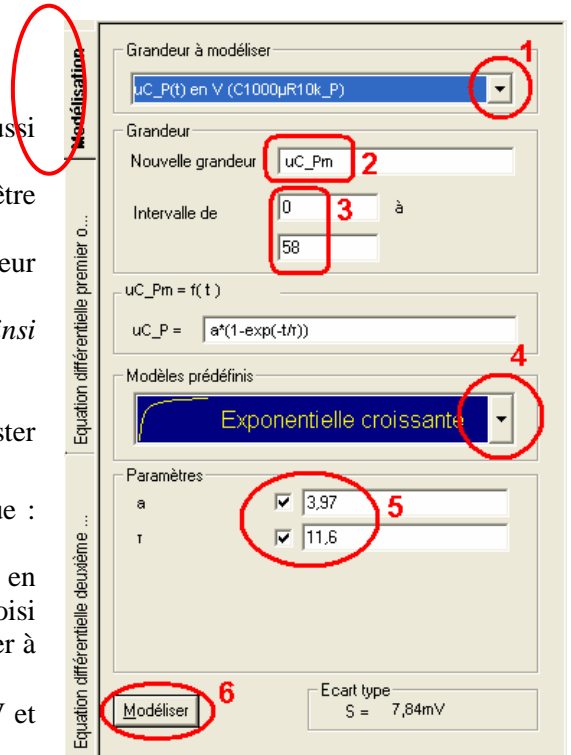 Modélisation
Equation différentielle premier o...
Equation différentielle deuxième ...
ussi
être
eur
insi
ster
ue :
en
oisi
er à
V et
Grandeur à modéliser
1
uC_P(t) en V (C1000µR10k_P)
Grandeur
Nouvelle grandeur uC_Pm 2
Intervalle de 0 3 à
58
uC_Pm = f( t )
uC_P = a*(1-exp(-t/τ))
4
Modèles prédéfinis
Exponentielle croissante
Paramètres
a 3,97 5
τ 11,6
6
Modéliser
Ecart type
S = 7,84mV